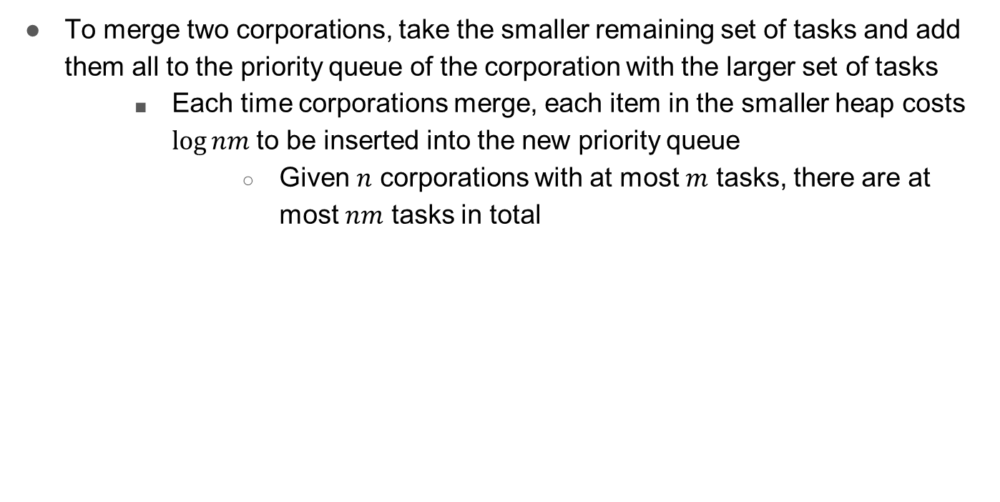 ● To merge two corporations, take the smaller remaining set of tasks and add
them all to the priority queue of the corporation with the larger set of tasks
■ Each time corporations merge, each item in the smaller heap costs
log nm to be inserted into the new priority queue
○ Given n corporations with at most m tasks, there are at
most nm tasks in total